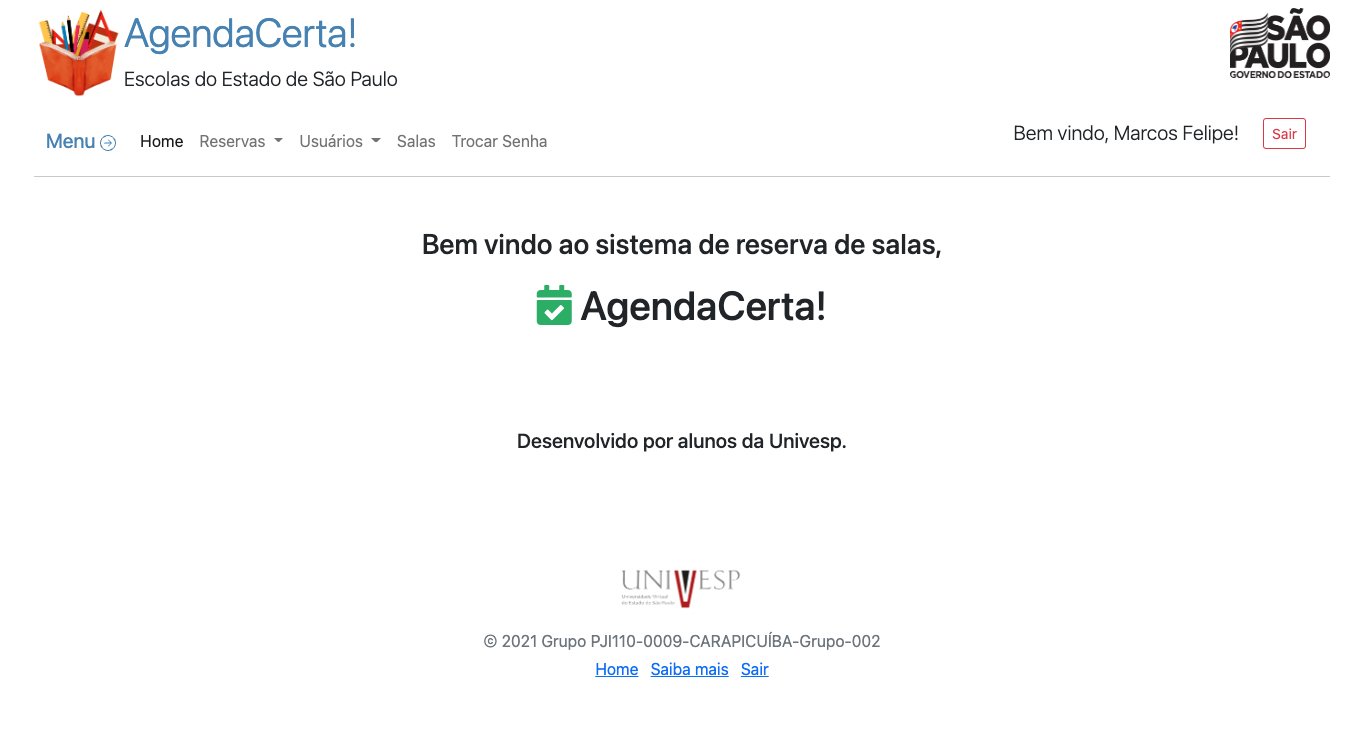 AgendaCerta!
Escolas do Estado de São Paulo
SÃO
PAULO
GOVERNO DO ESTADO
Menu Home Reservas Usuários Salas Trocar Senha
Bem vindo, Marcos Felipe! Sair
Bem vindo ao sistema de reserva de salas,
AgendaCerta!
Desenvolvido por alunos da Univesp.
UNIVESP
Universidade Virtual
do Estado de São Paulo
© 2021 Grupo PJI110-0009-CARAPICUÍBA-Grupo-002
Home Saiba mais Sair